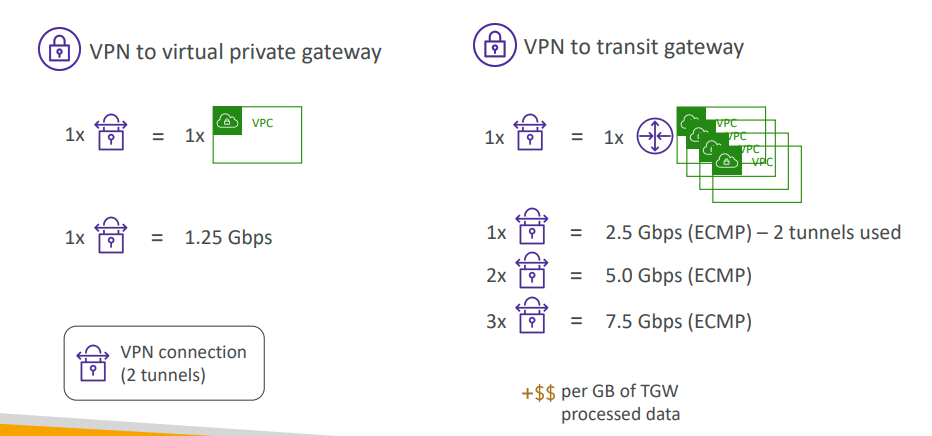 VPN to virtual private gateway
1x = 1x VPC
1x = 1.25 Gbps
VPN connection
(2 tunnels)
VPN to transit gateway
1x = 1x VPC
VPC
VPC
VPC
1x = 2.5 Gbps (ECMP) – 2 tunnels used
2x = 5.0 Gbps (ECMP)
3x = 7.5 Gbps (ECMP)
+$$ per GB of TGW
processed data